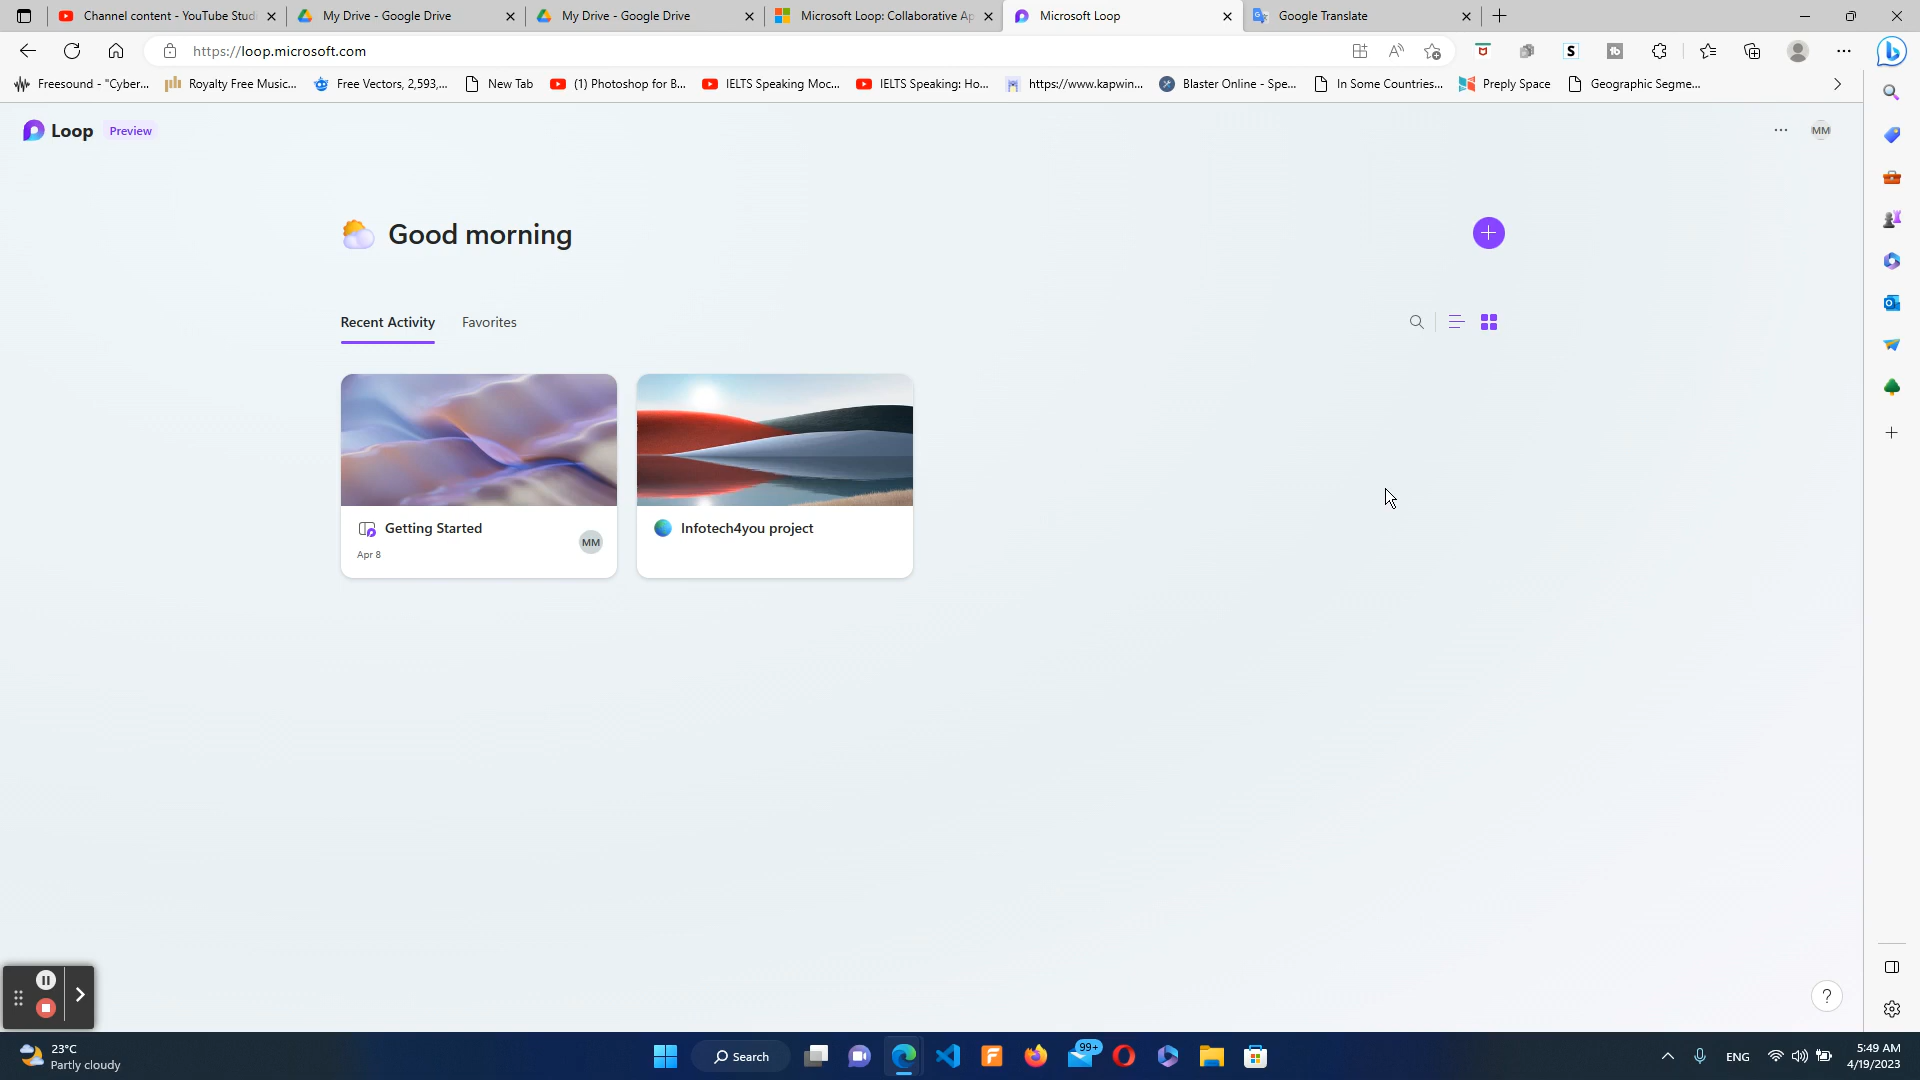 Channel content - YouTube Studi
My Drive - Google Drive
My Drive - Google Drive
Microsoft Loop: Collaborative Ap
Microsoft Loop
Google Translate
https://loop.microsoft.com
Freesound - "Cyber...
Royalty Free Music...
Free Vectors, 2,593,...
New Tab
(1) Photoshop for B...
IELTS Speaking Moc...
IELTS Speaking: Ho...
https://www.kapwin...
Blaster Online - Spe...
In Some Countries...
Preply Space
Geographic Segme...
Loop Preview
MM
Good morning
Recent Activity
Favorites
Getting Started
Apr 8
MM
Infotech4you project
?
23°C
Partly cloudy
Search
99+
ENG
5:49 AM
4/19/2023